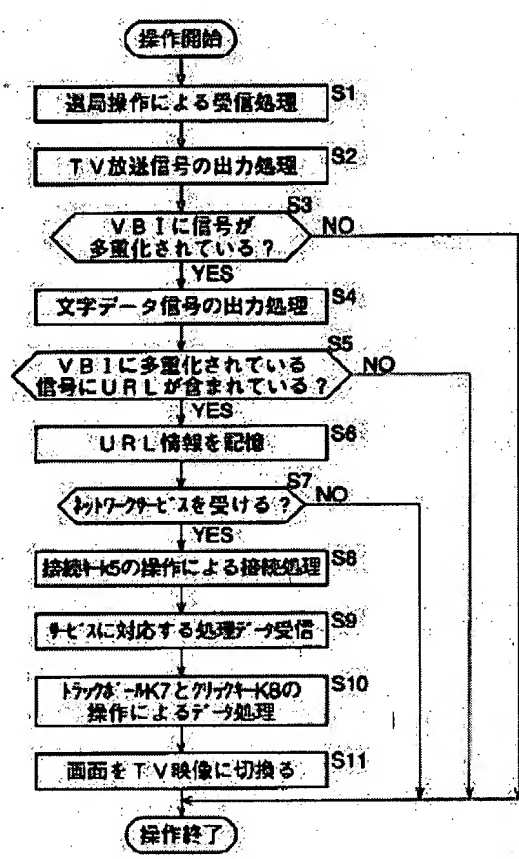 操作開始
選局操作による受信処理 S1
TV放送信号の出力処理 S2
S3
VBIに信号が NO
多重化されている?
YES
文字データ信号の出力処理 S4
S5
VBIに多重化されている NO
信号にURLが含まれている?
YES
URL情報を記憶 S6
S7
ネットワークサービスを受ける? NO
YES
接続キーK5の操作による接続処理 S8
サービスに対応する処理データ受信 S9
トラックボールK7とクリックキーK8の S10
操作によるデータ処理
画面をTV映像に切換る S11
操作終了